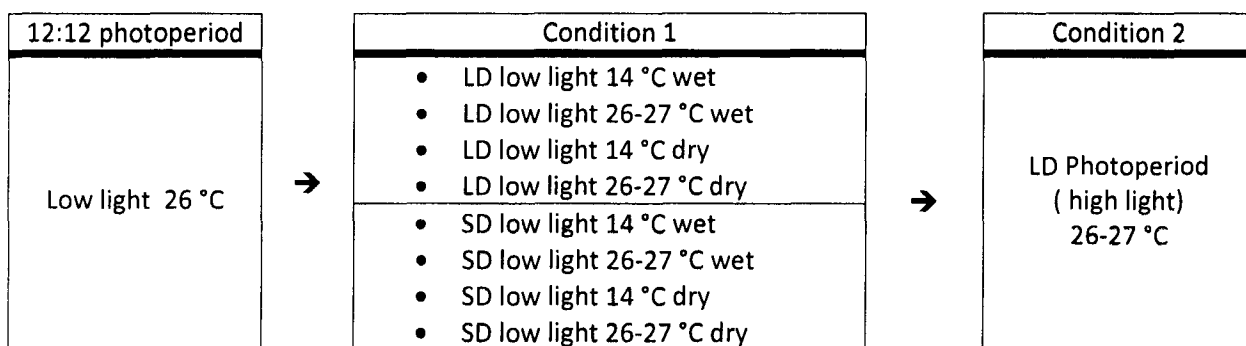 12:12 photoperiod
Low light 26 °C
➔
Condition 1
• LD low light 14 °C wet
• LD low light 26-27 °C wet
• LD low light 14 °C dry
• LD low light 26-27 °C dry
• SD low light 14 °C wet
• SD low light 26-27 °C wet
• SD low light 14 °C dry
• SD low light 26-27 °C dry
➔
Condition 2
LD Photoperiod
( high light)
26-27 °C